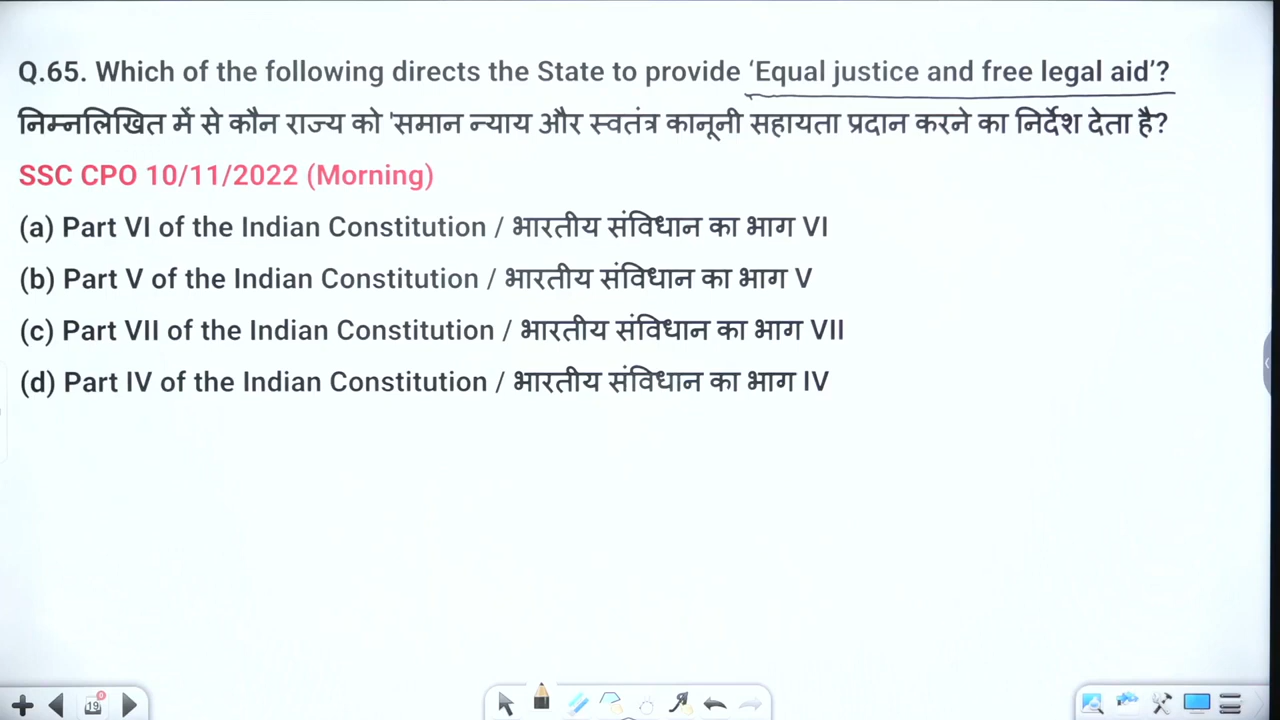 Q.65. Which of the following directs the State to provide ‘Equal justice and free legal aid’?
निम्नलिखित में से कौन राज्य को 'समान न्याय और स्वतंत्र कानूनी सहायता प्रदान करने का निर्देश देता है?
SSC CPO 10/11/2022 (Morning)
(a) Part VI of the Indian Constitution / भारतीय संविधान का भाग VI
(b) Part V of the Indian Constitution / भारतीय संविधान का भाग V
(c) Part VII of the Indian Constitution / भारतीय संविधान का भाग VII
(d) Part IV of the Indian Constitution / भारतीय संविधान का भाग IV
19
0